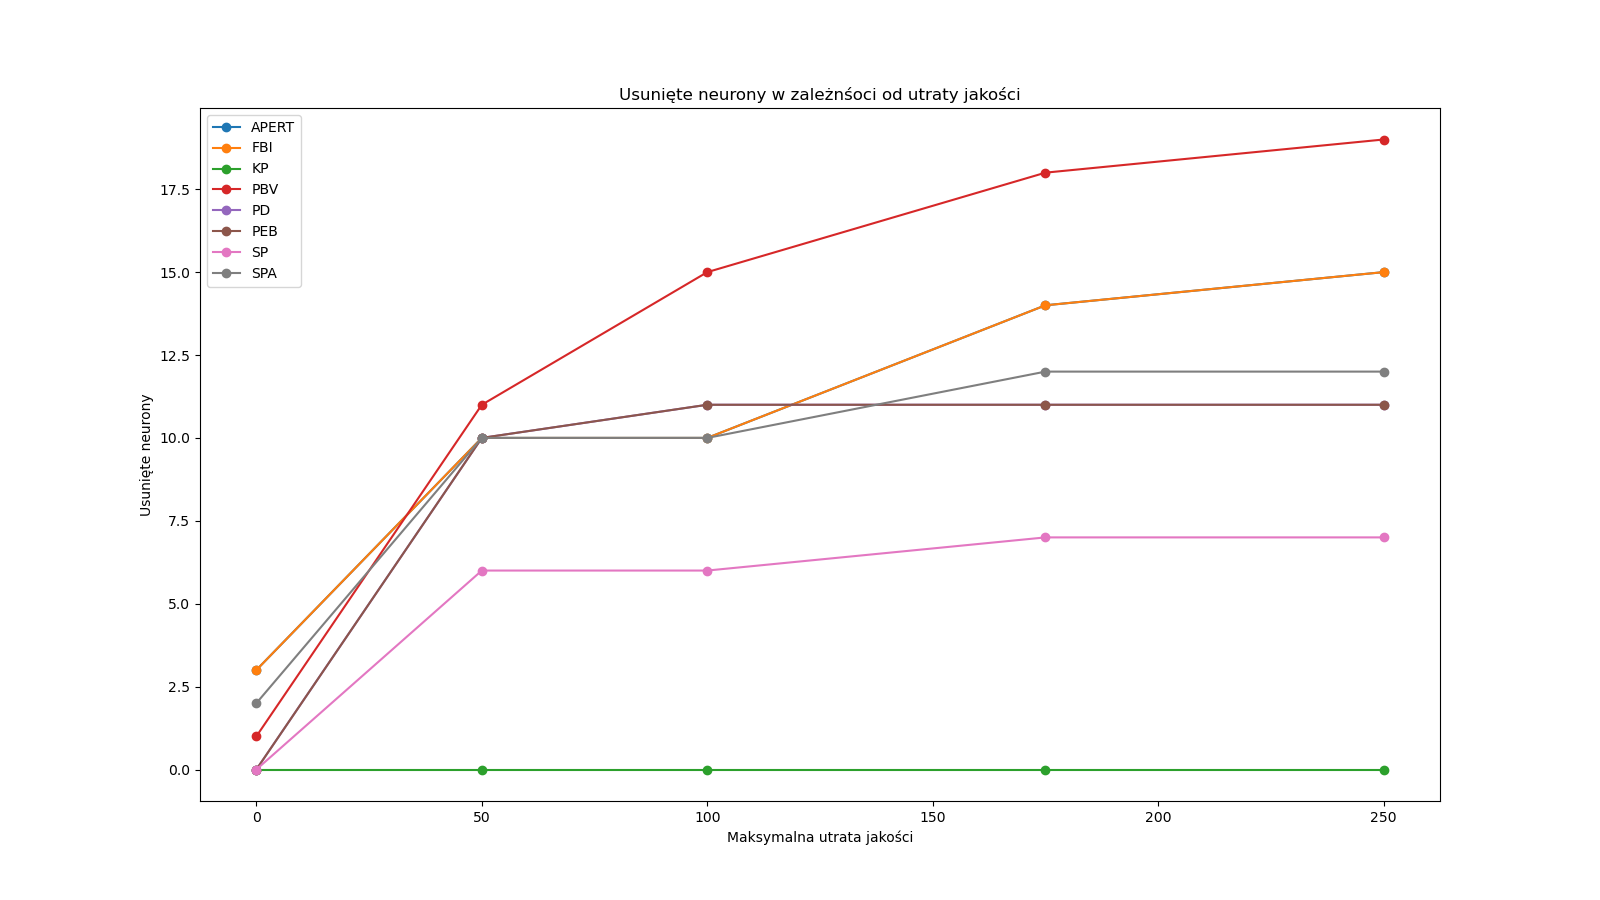 Usunięte neurony w zależnśoci od utraty jakości
APERT
FBI
KP
PBV
PD
PEB
SP
SPA
Usunięte neurony
17.5
15.0
12.5
10.0
7.5
5.0
2.5
0.0
0 50 100 150 200 250
Maksymalna utrata jakości